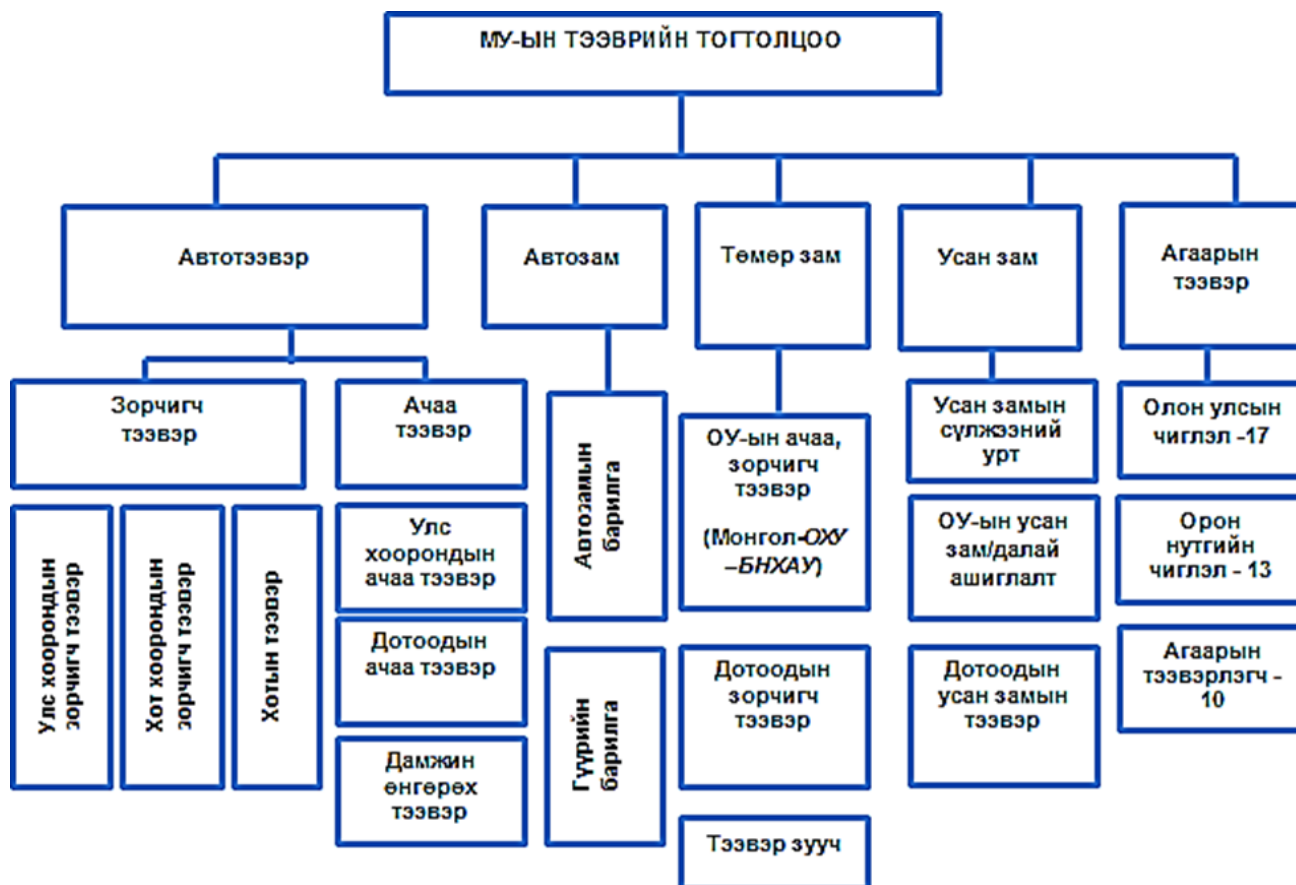 МУ-ЫН ТЭЭВРИЙН ТОГТОЛЦОО
Автотээвэр
Автозам
Төмөр зам
Усан зам
Агаарын
тээвэр
Зорчигч
тээвэр
Ачаа
тээвэр
Улс хоорондын
зорчигч тээвэр
Хот хоорондын
зорчигч тээвэр
Хотын тээвэр
Улс
хоорондын
ачаа тээвэр
Дотоодын
ачаа тээвэр
Дамжин
өнгөрөх
тээвэр
Автозамын
барилга
Гүүрийн
барилга
ОУ-ын ачаа,
зорчигч
тээвэр
(Монгол-ОХУ
–БНХАУ)
Дотоодын
зорчигч
тээвэр
Тээвэр зууч
Усан замын
сүлжээний
урт
ОУ-ын усан
зам/далай
ашиглалт
Дотоодын
усан замын
тээвэр
Олон улсын
чиглэл -17
Орон
нутгийн
чиглэл - 13
Агаарын
тээвэрлэгч -
10